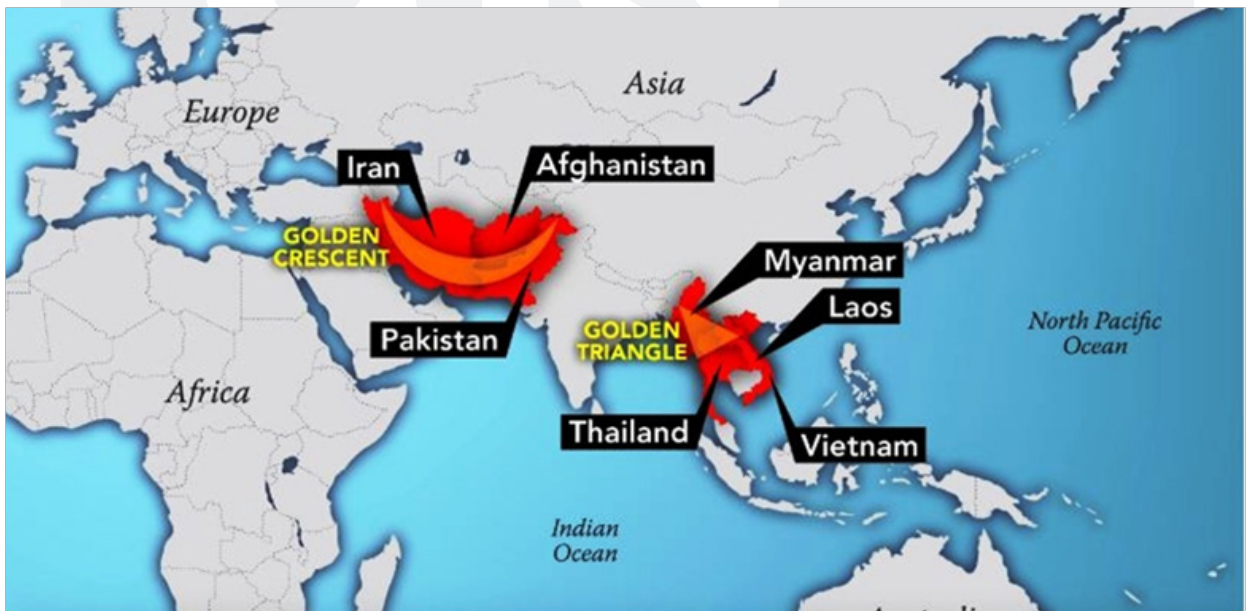 Asia
Europe
Iran
Afghanistan
GOLDEN
CRESCENT
Myanmar
Pakistan
Laos
GOLDEN
TRIANGLE
North Pacific
Ocean
Africa
Thailand
Vietnam
Indian
Ocean